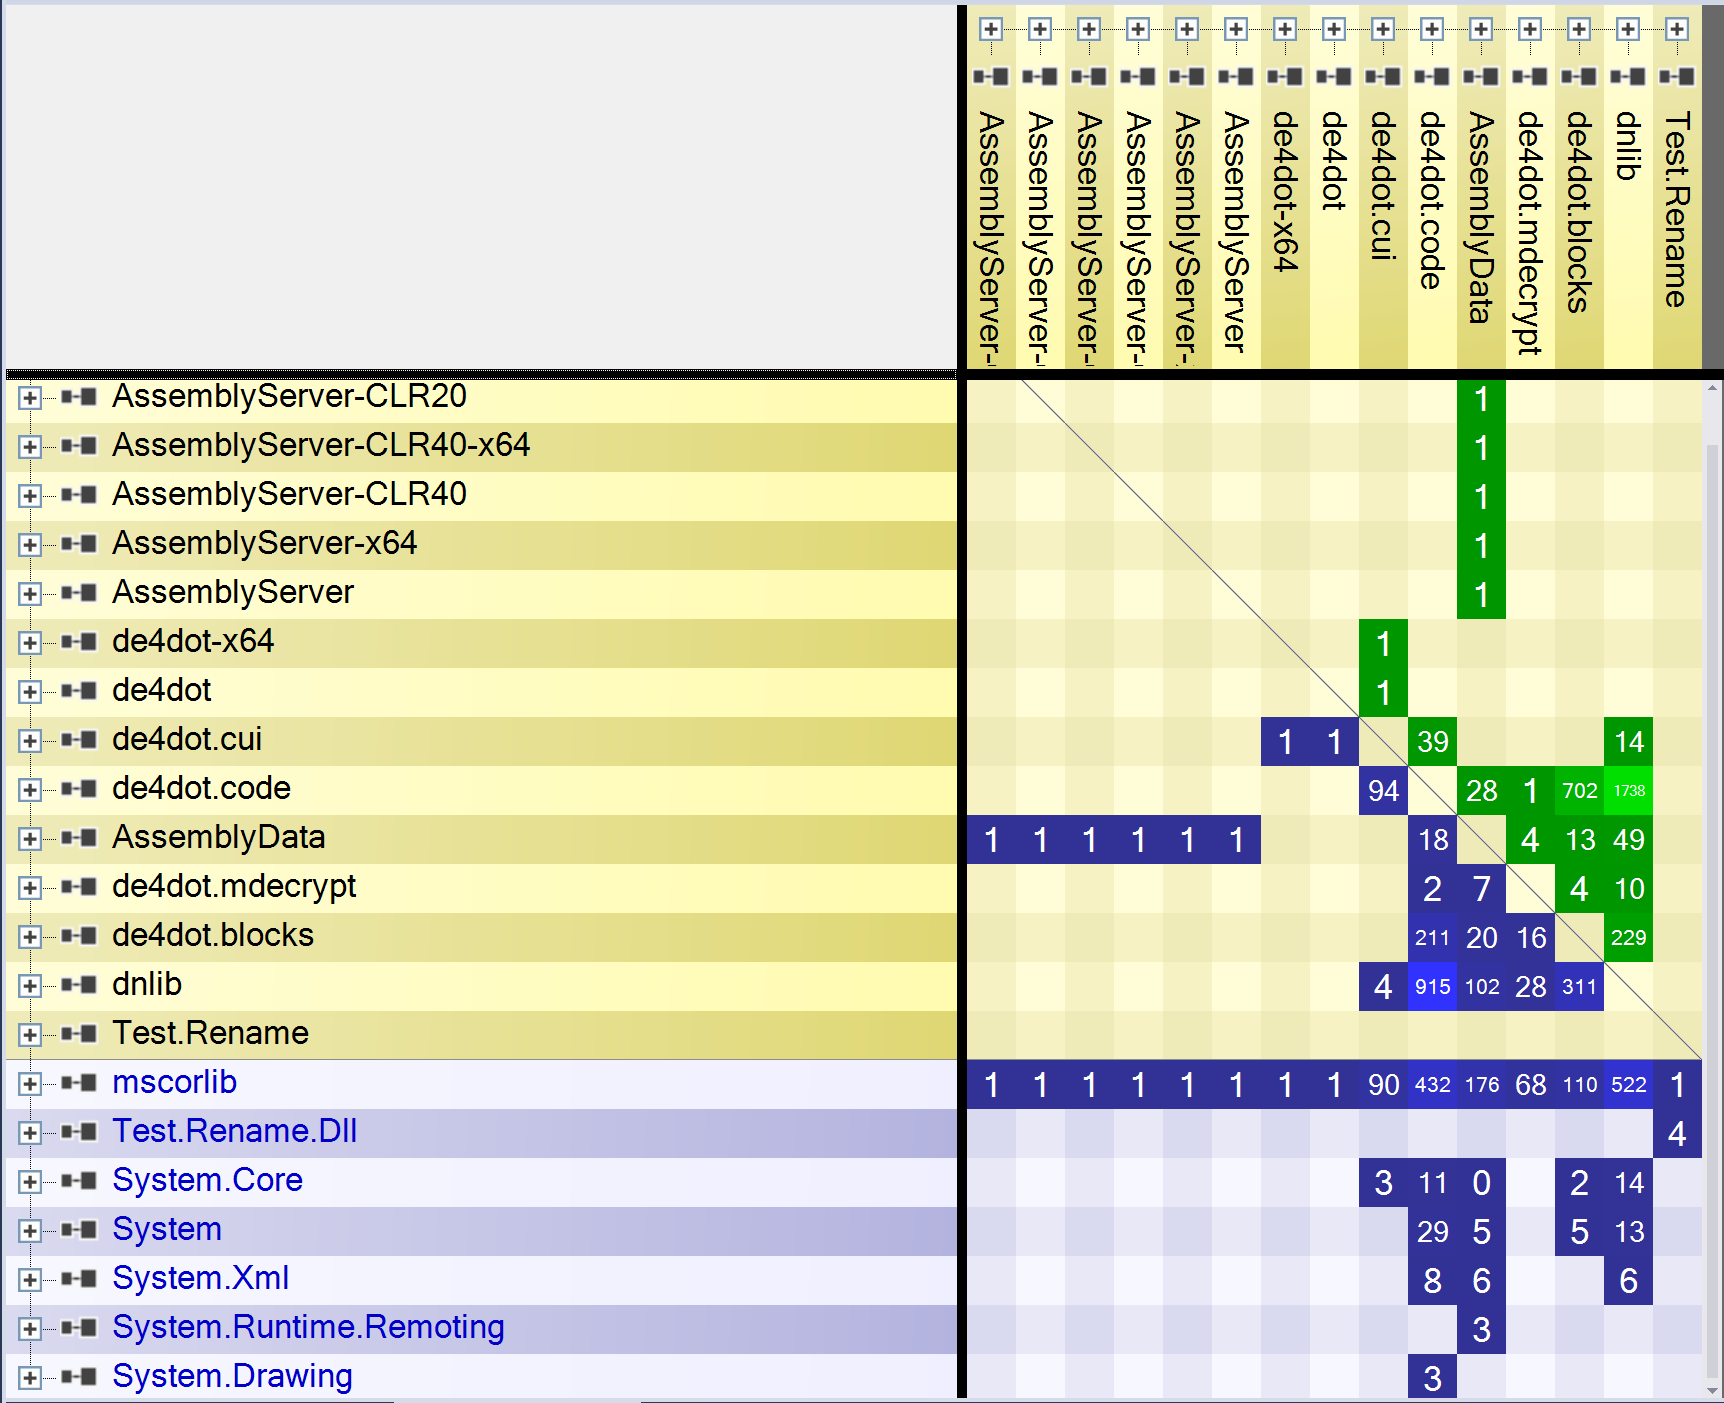 AssemblyServer-
AssemblyServer-
AssemblyServer-
AssemblyServer-
AssemblyServer-
AssemblyServer
de4dot-x64
de4dot
de4dot.cui
de4dot.code
AssemblyData
de4dot.mdecrypt
de4dot.blocks
dnlib
Test.Rename
AssemblyServer-CLR20 1
AssemblyServer-CLR40-x64 1
AssemblyServer-CLR40 1
AssemblyServer-x64 1
AssemblyServer 1
de4dot-x64 1
de4dot 1
de4dot.cui 1 1 39 14
de4dot.code 94 28 1 702 1738
AssemblyData 1 1 1 1 1 1 18 4 13 49
de4dot.mdecrypt 2 7 4 10
de4dot.blocks 211 20 16 229
dnlib 4 915 102 28 311
Test.Rename
mscorlib 1 1 1 1 1 1 1 1 90 432 176 68 110 522 1
Test.Rename.Dll 4
System.Core 3 11 0 2 14
System 29 5 5 13
System.Xml 8 6 6
System.Runtime.Remoting 3
System.Drawing 3